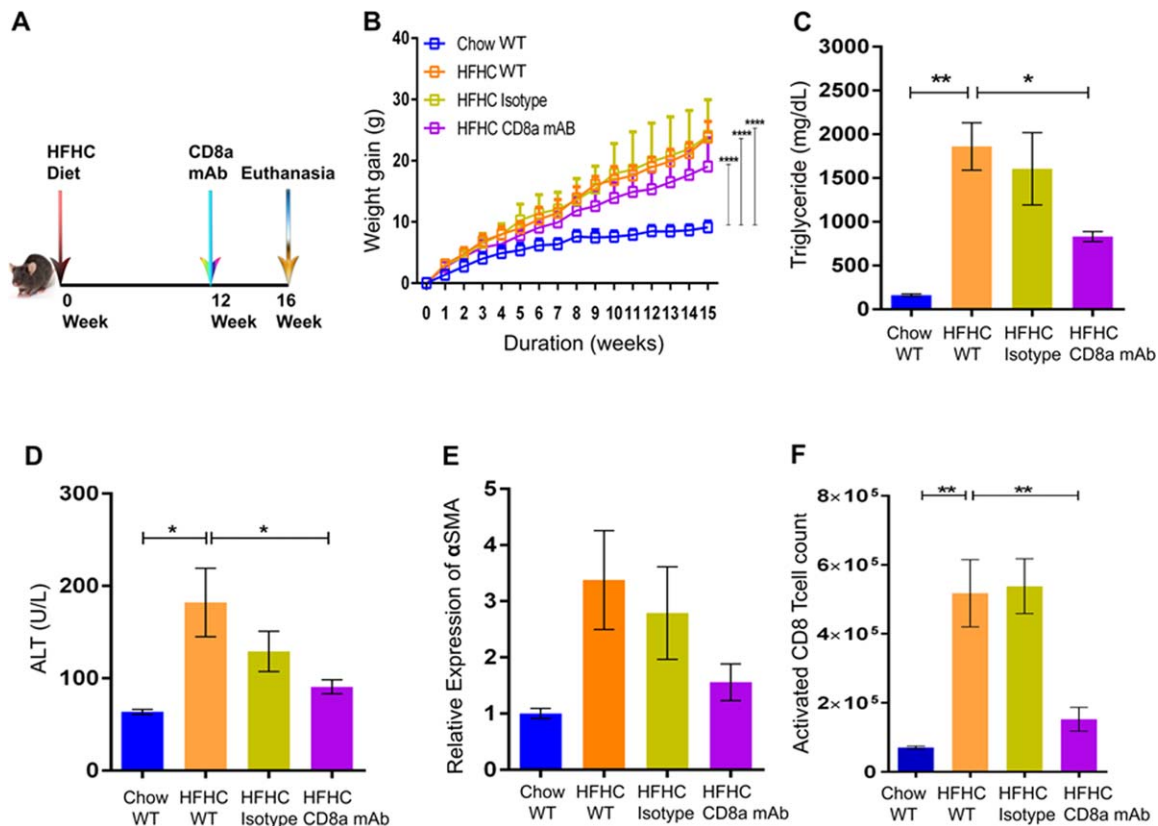 A
HFHC
Diet
CD8a
mAb
Euthanasia
0
Week
12
Week
16
Week
B
Weight gain (g)
40
30
20
10
0
Chow WT
HFHC WT
HFHC Isotype
HFHC CD8a mAB
****
****
****
0 1 2 3 4 5 6 7 8 9 10 11 12 13 14 15
Duration (weeks)
C
Triglyceride (mg/dL)
3000
2500
2000
1500
1000
500
0
** *
Chow HFHC HFHC HFHC
WT WT Isotype CD8a mAb
D
ALT (U/L)
300
200
100
0
* *
Chow HFHC HFHC HFHC
WT WT Isotype CD8a mAb
E
Relative Expression of αSMA
5
4
3
2
1
0
Chow HFHC HFHC HFHC
WT WT Isotype CD8a mAb
F
Activated CD8 Tcell count
8×10⁵
6×10⁵
4×10⁵
2×10⁵
0
** **
Chow HFHC HFHC HFHC
WT WT Isotype CD8a mAb